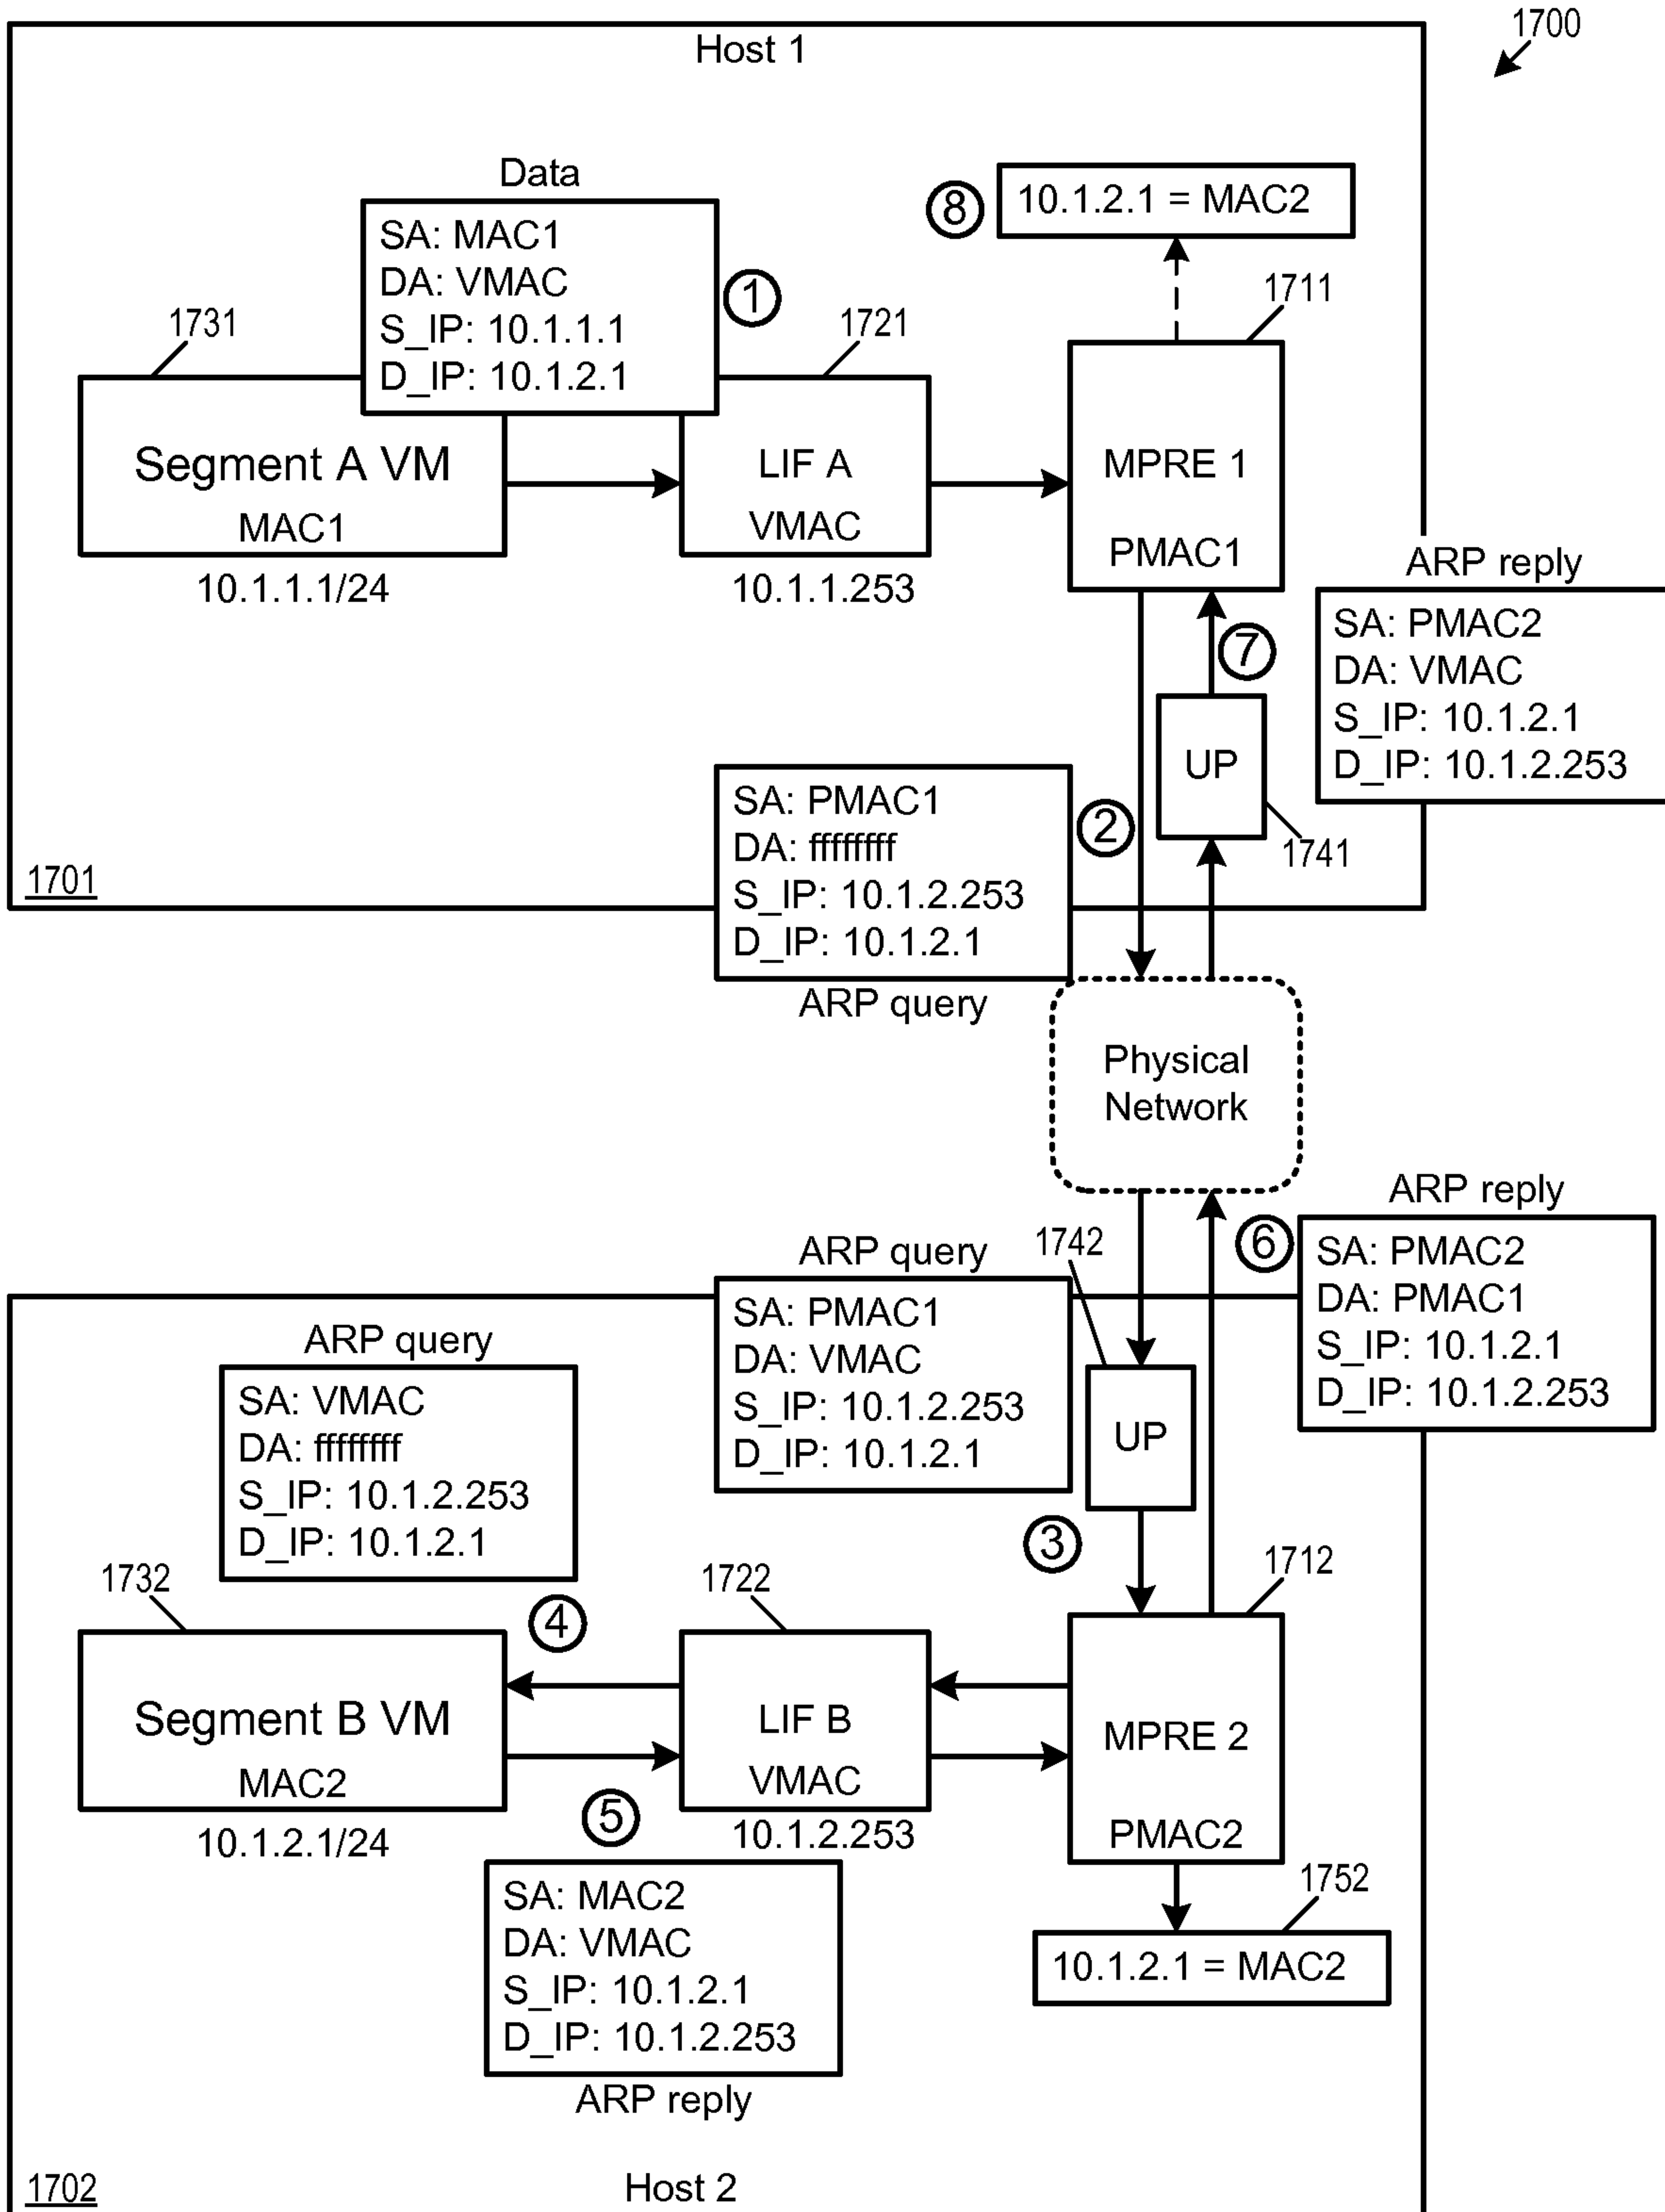 1700
Host 1
Data
SA: MAC1
DA: VMAC
S_IP: 10.1.1.1
D_IP: 10.1.2.1
1
8
10.1.2.1 = MAC2
1731
1721
1711
Segment A VM
MAC1
10.1.1.1/24
LIF A
VMAC
10.1.1.253
MPRE 1
PMAC1
ARP reply
SA: PMAC2
DA: VMAC
S_IP: 10.1.2.1
D_IP: 10.1.2.253
7
UP
1741
2
SA: PMAC1
DA: ffffffff
S_IP: 10.1.2.253
D_IP: 10.1.2.1
ARP query
1701
Physical
Network
ARP reply
6
SA: PMAC2
DA: PMAC1
S_IP: 10.1.2.1
D_IP: 10.1.2.253
1742
ARP query
SA: PMAC1
DA: VMAC
S_IP: 10.1.2.253
D_IP: 10.1.2.1
UP
3
ARP query
SA: VMAC
DA: ffffffff
S_IP: 10.1.2.253
D_IP: 10.1.2.1
1732
4
1722
1712
Segment B VM
MAC2
10.1.2.1/24
LIF B
VMAC
10.1.2.253
MPRE 2
PMAC2
5
SA: MAC2
DA: VMAC
S_IP: 10.1.2.1
D_IP: 10.1.2.253
ARP reply
1752
10.1.2.1 = MAC2
1702
Host 2